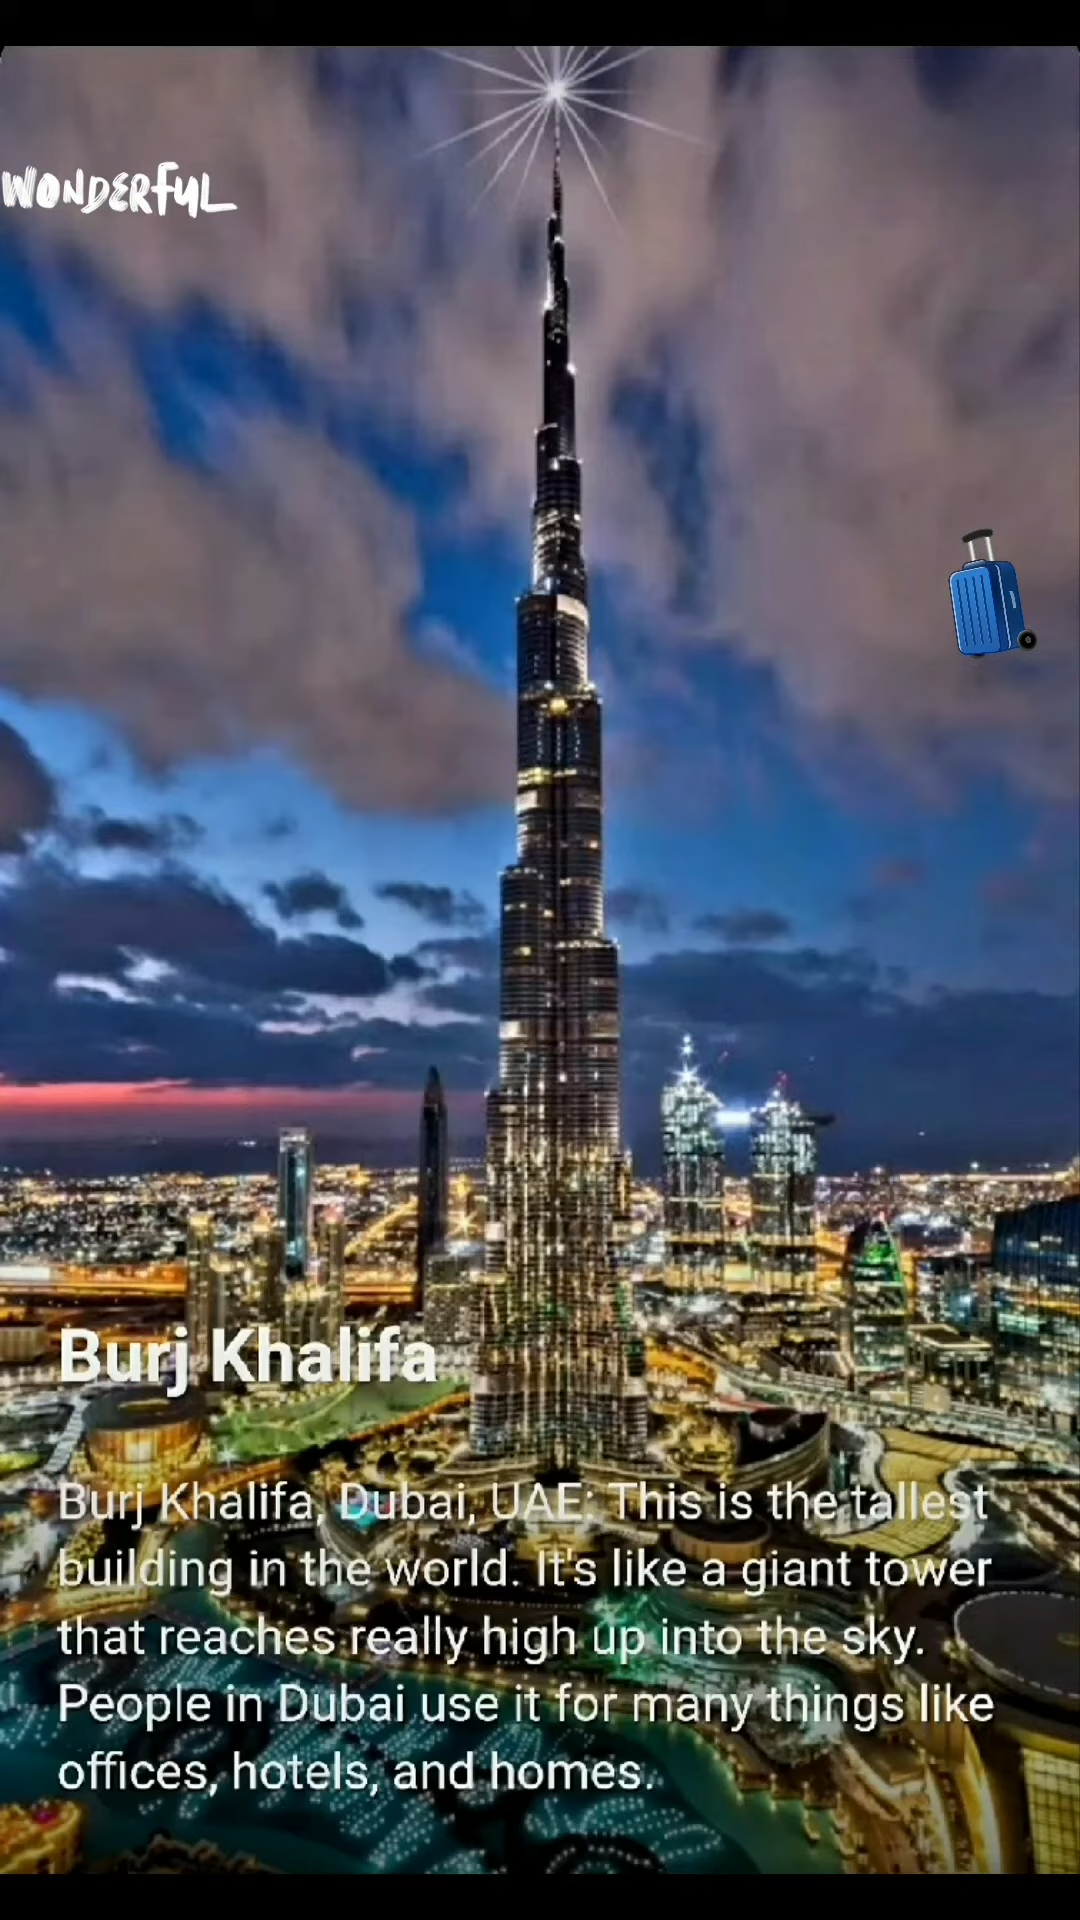 WONDERFUL
Burj Khalifa
Burj Khalifa, Dubai, UAE: This is the tallest
building in the world. It's like a giant tower
that reaches really high up into the sky.
People in Dubai use it for many things like
offices, hotels, and homes.